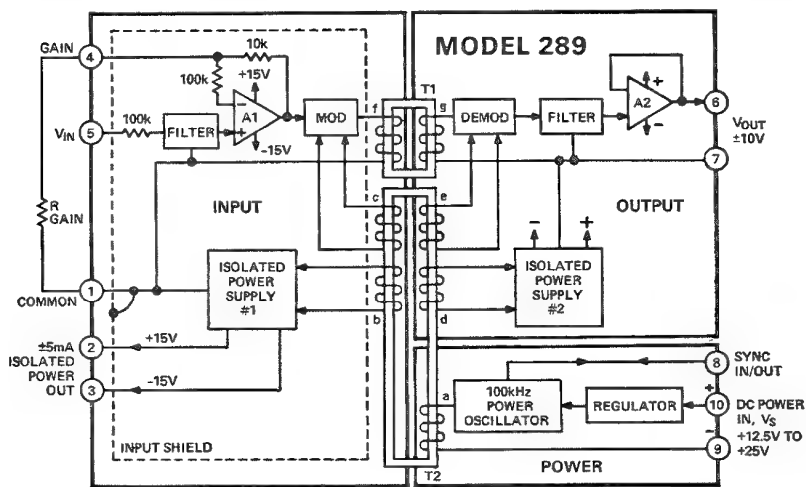 MODEL 289
GAIN
4
10k
100k
+15V
A1
-15V
MOD
100k
VIN
5
FILTER
INPUT
R
GAIN
1
COMMON
ISOLATED
POWER
SUPPLY
#1
±5mA
ISOLATED
POWER
OUT
2
+15V
3
-15V
INPUT SHIELD
T1
f
g
c
e
b
d
a
T2
DEMOD
FILTER
A2
+
-
6
VOUT
±10V
7
OUTPUT
-
+
ISOLATED
POWER
SUPPLY
#2
8
SYNC
IN/OUT
100kHz
POWER
OSCILLATOR
REGULATOR
+
10
DC POWER
IN, VS
+12.5V TO
+25V
-
9
POWER